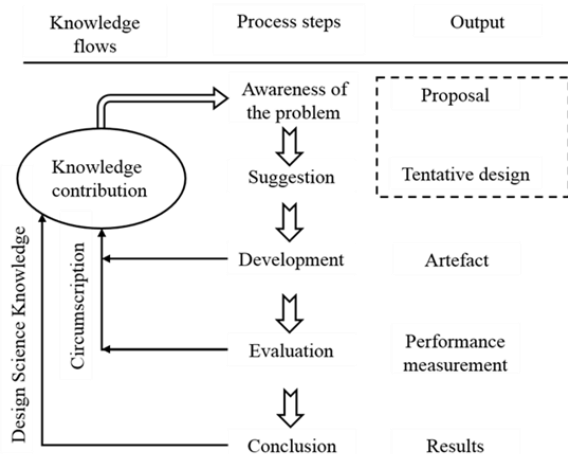 Knowledge
flows
Process steps
Output
Awareness of
the problem
Proposal
Knowledge
contribution
Suggestion
Tentative design
Development
Artefact
Evaluation
Performance
measurement
Conclusion
Results
Circumscription
Design Science Knowledge